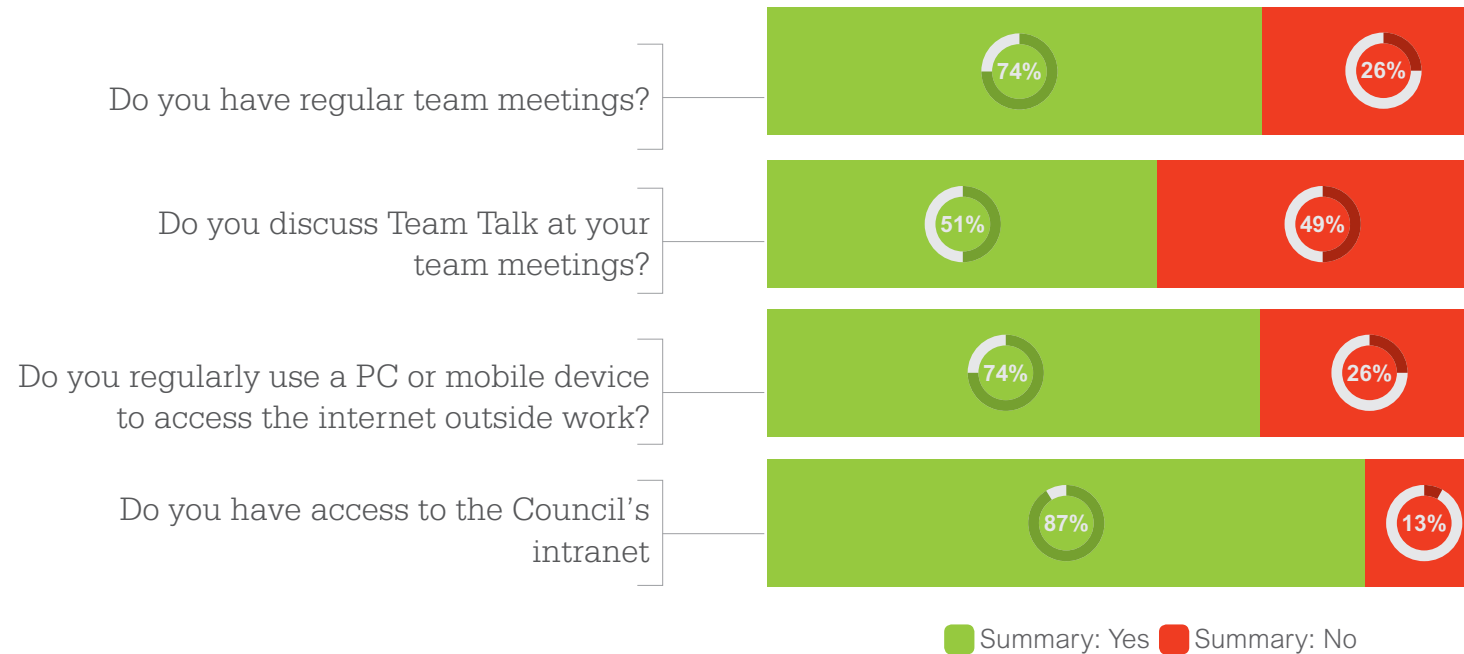 Do you have regular team meetings?
74%
26%
Do you discuss Team Talk at your
team meetings?
51%
49%
Do you regularly use a PC or mobile device
to access the internet outside work?
74%
26%
Do you have access to the Council’s
intranet
87%
13%
Summary: Yes
Summary: No